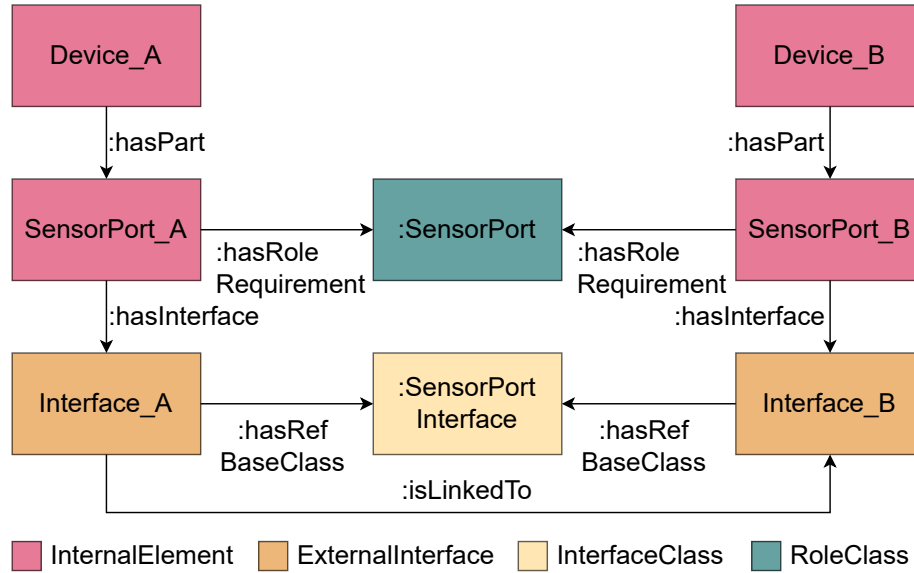 Device_A
Device_B
:hasPart
:hasPart
SensorPort_A
:SensorPort
SensorPort_B
:hasRole
Requirement
:hasRole
Requirement
:hasInterface
:hasInterface
Interface_A
:SensorPort
Interface
Interface_B
:hasRef
BaseClass
:hasRef
BaseClass
:isLinkedTo
InternalElement
ExternalInterface
InterfaceClass
RoleClass